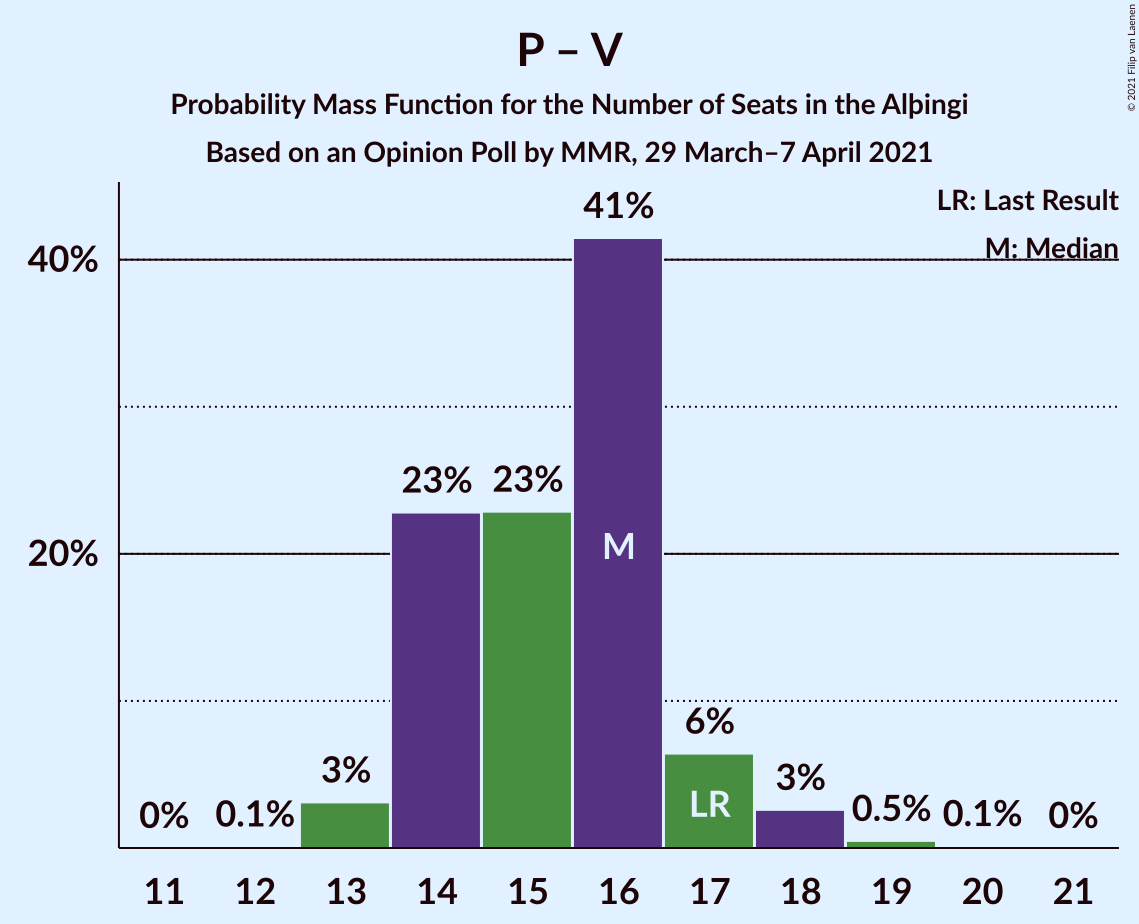 P – V
Probability Mass Function for the Number of Seats in the Alþingi
Based on an Opinion Poll by MMR, 29 March–7 April 2021
© 2021 Filip van Laenen
LR: Last Result
M: Median
40%
20%
0%
0.1%
3%
23%
23%
41%
M
6%
LR
3%
0.5%
0.1%
0%
11 12 13 14 15 16 17 18 19 20 21